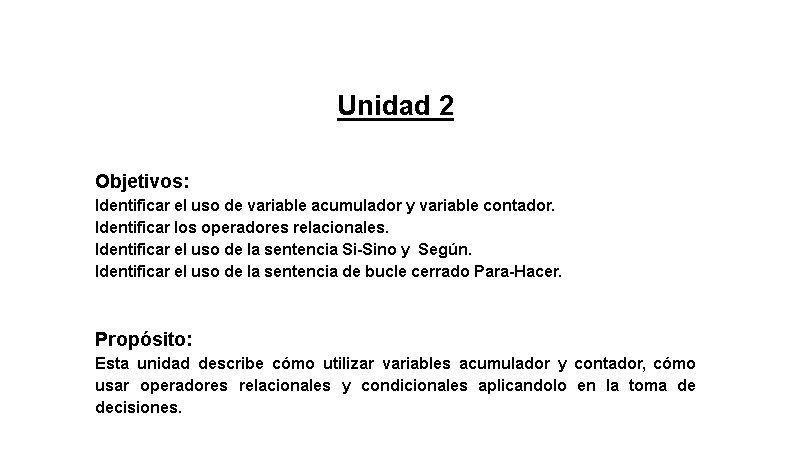 Unidad 2
Objetivos:
Identificar el uso de variable acumulador y variable contador.
Identificar los operadores relacionales.
Identificar el uso de la sentencia Si-Sino y  Según.
Identificar el uso de la sentencia de bucle cerrado Para-Hacer.
Propósito:
Esta unidad describe cómo utilizar variables acumulador y contador, cómo
usar operadores relacionales y condicionales aplicandolo en la toma de
decisiones.